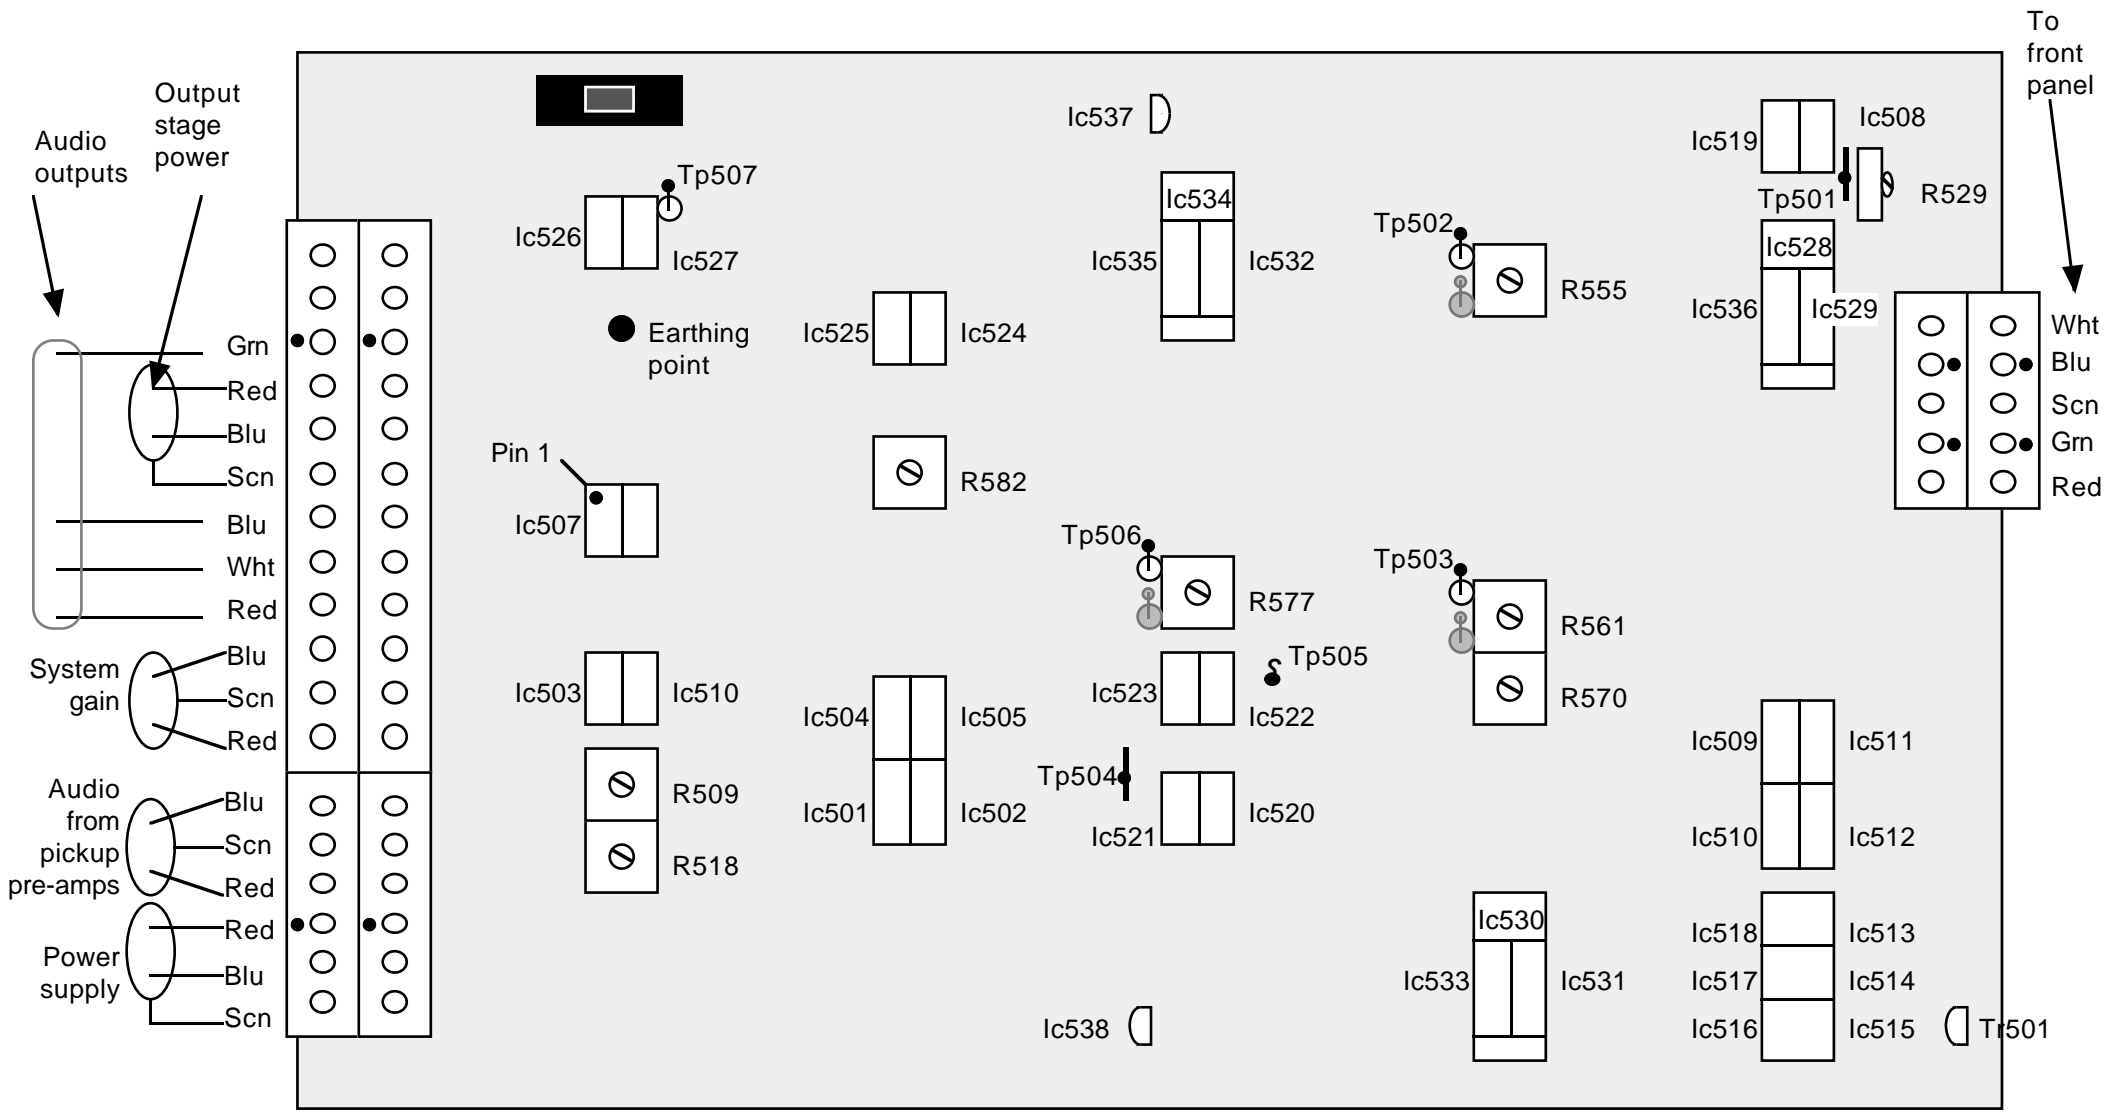 To
front
panel
Output
stage
power
Audio
outputs
Ic537
Ic508
Ic519
Tp507
Ic534
Tp501
R529
Tp502
Ic526
Ic527
Ic535
Ic532
R555
Ic528
Ic536
Ic529
Earthing
point
Ic525
Ic524
Wht
Blu
Scn
Grn
Red
Grn
Red
Blu
Scn
Blu
Wht
Red
Pin 1
Ic507
R582
Tp506
R577
Tp503
R561
R570
System
gain
Blu
Scn
Red
Ic503
Ic510
Ic504
Ic505
Ic523
Tp505
Ic522
Ic509
Ic511
Audio
from
pickup
pre-amps
Blu
Scn
Red
R509
R518
Ic501
Ic502
Tp504
Ic521
Ic520
Ic510
Ic512
Power
supply
Red
Blu
Scn
Ic530
Ic533
Ic531
Ic518
Ic513
Ic517
Ic514
Ic516
Ic515
Ic538
Tr501